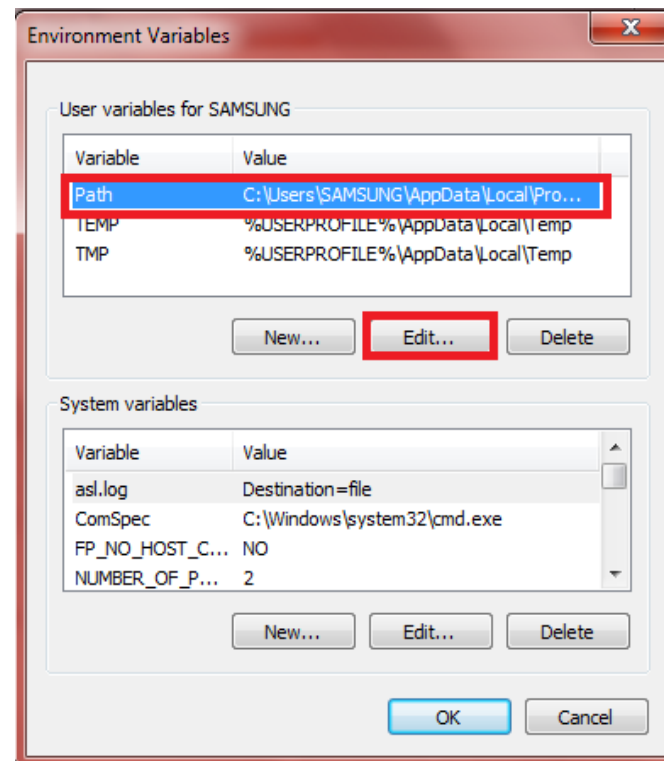 Environment Variables
User variables for SAMSUNG
Variable Value
Path C:\Users\SAMSUNG\AppData\Local\Pro...
TEMP %USERPROFILE%\AppData\Local\Temp
TMP %USERPROFILE%\AppData\Local\Temp
New... Edit... Delete
System variables
Variable Value
asl.log Destination=file
ComSpec C:\Windows\system32\cmd.exe
FP_NO_HOST_C... NO
NUMBER_OF_P... 2
New... Edit... Delete
OK Cancel